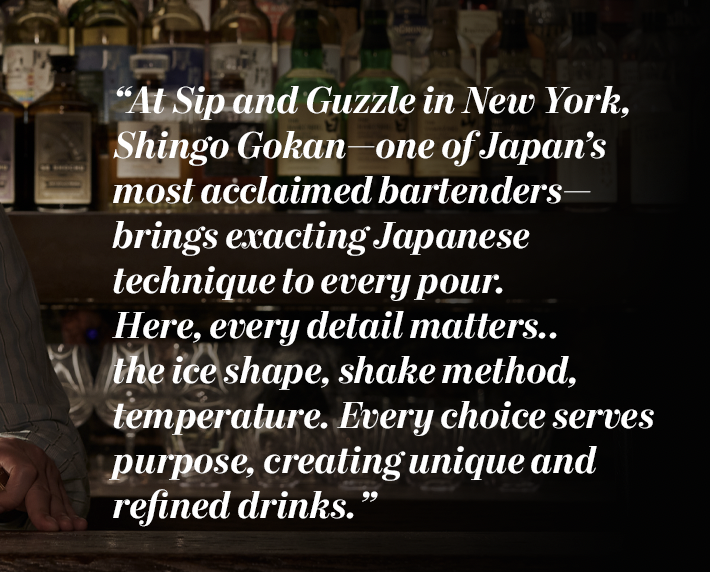 “At Sip and Guzzle in New York,
Shingo Gokan—one of Japan’s
most acclaimed bartenders—
brings exacting Japanese
technique to every pour.
Here, every detail matters..
the ice shape, shake method,
temperature. Every choice serves
purpose, creating unique and
refined drinks.”